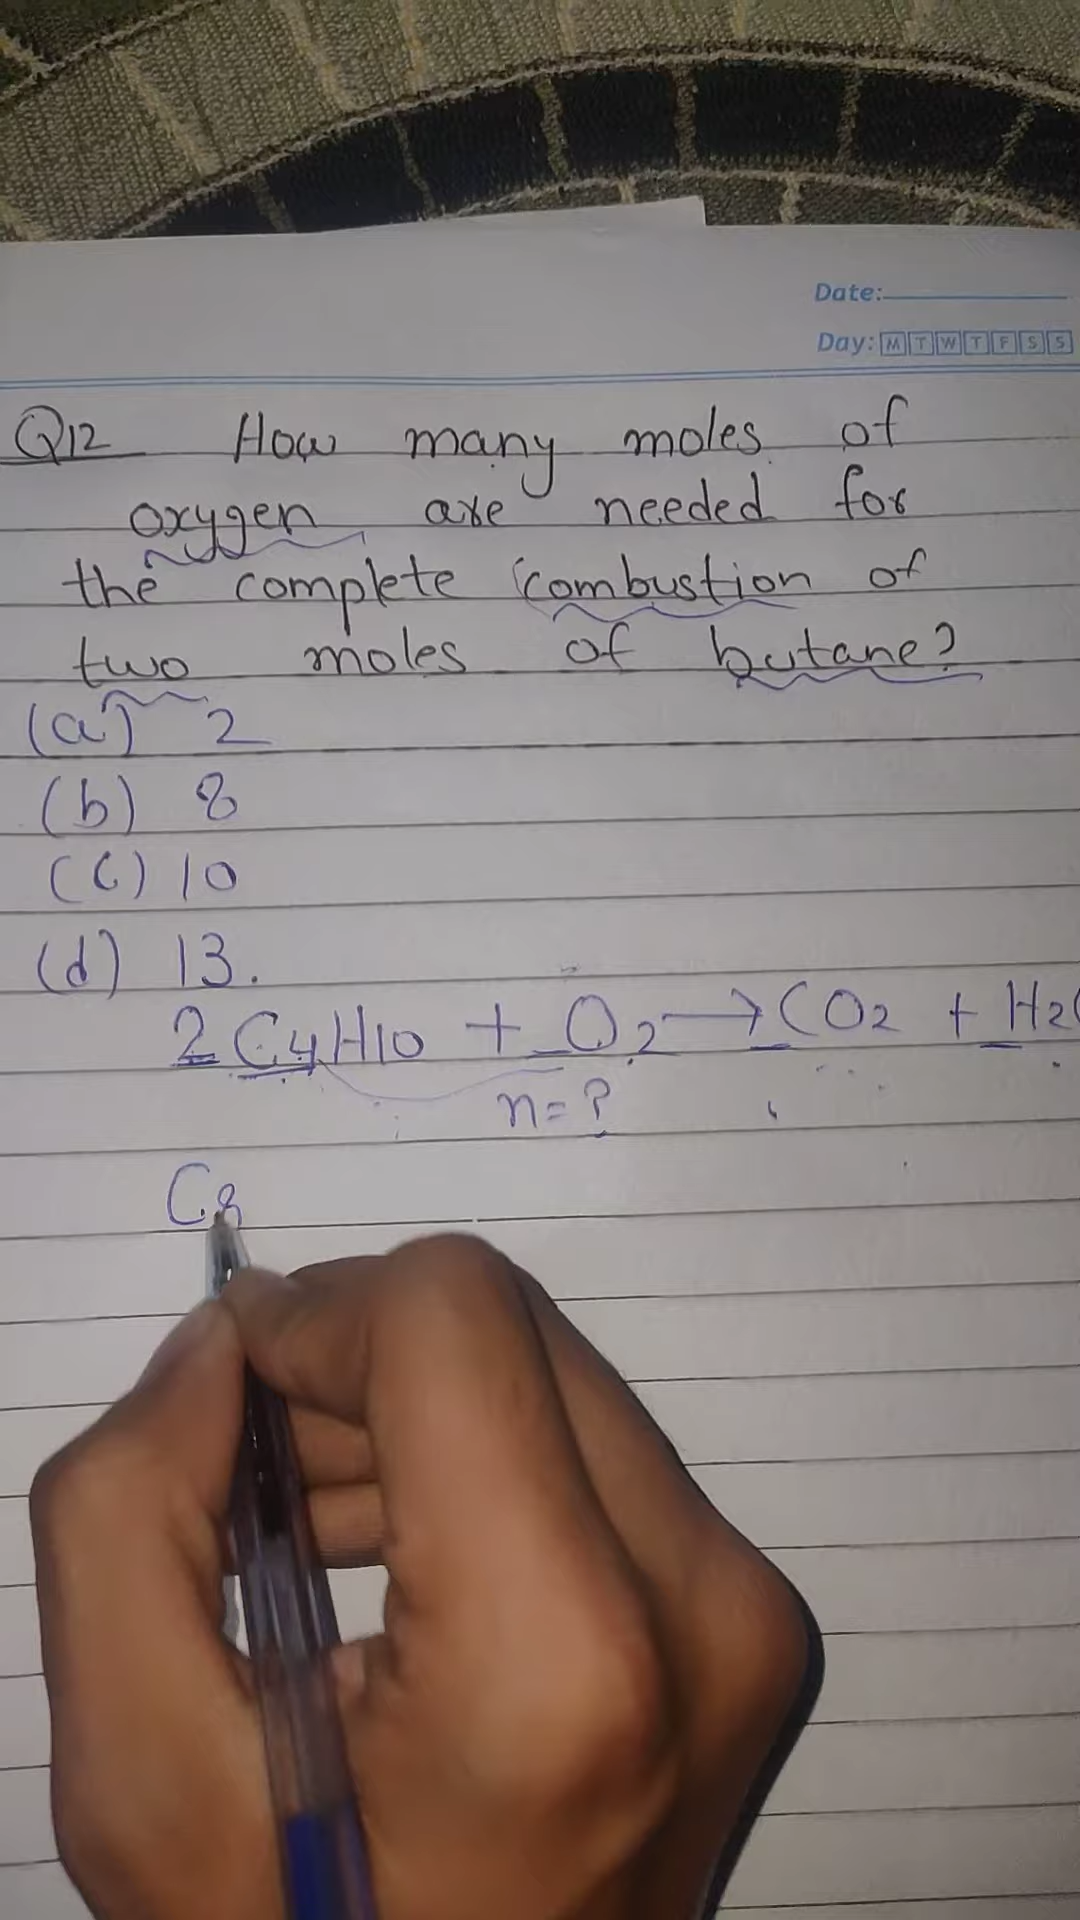 Date:
Day: M T W T F S S
Q12 How many moles of
oxygen are needed for
the complete combustion of
two moles of butane?
(a) 2
(b) 8
(c) 10
(d) 13.
2 C4H10 + O2 → CO2 + H2
n = ?
C8